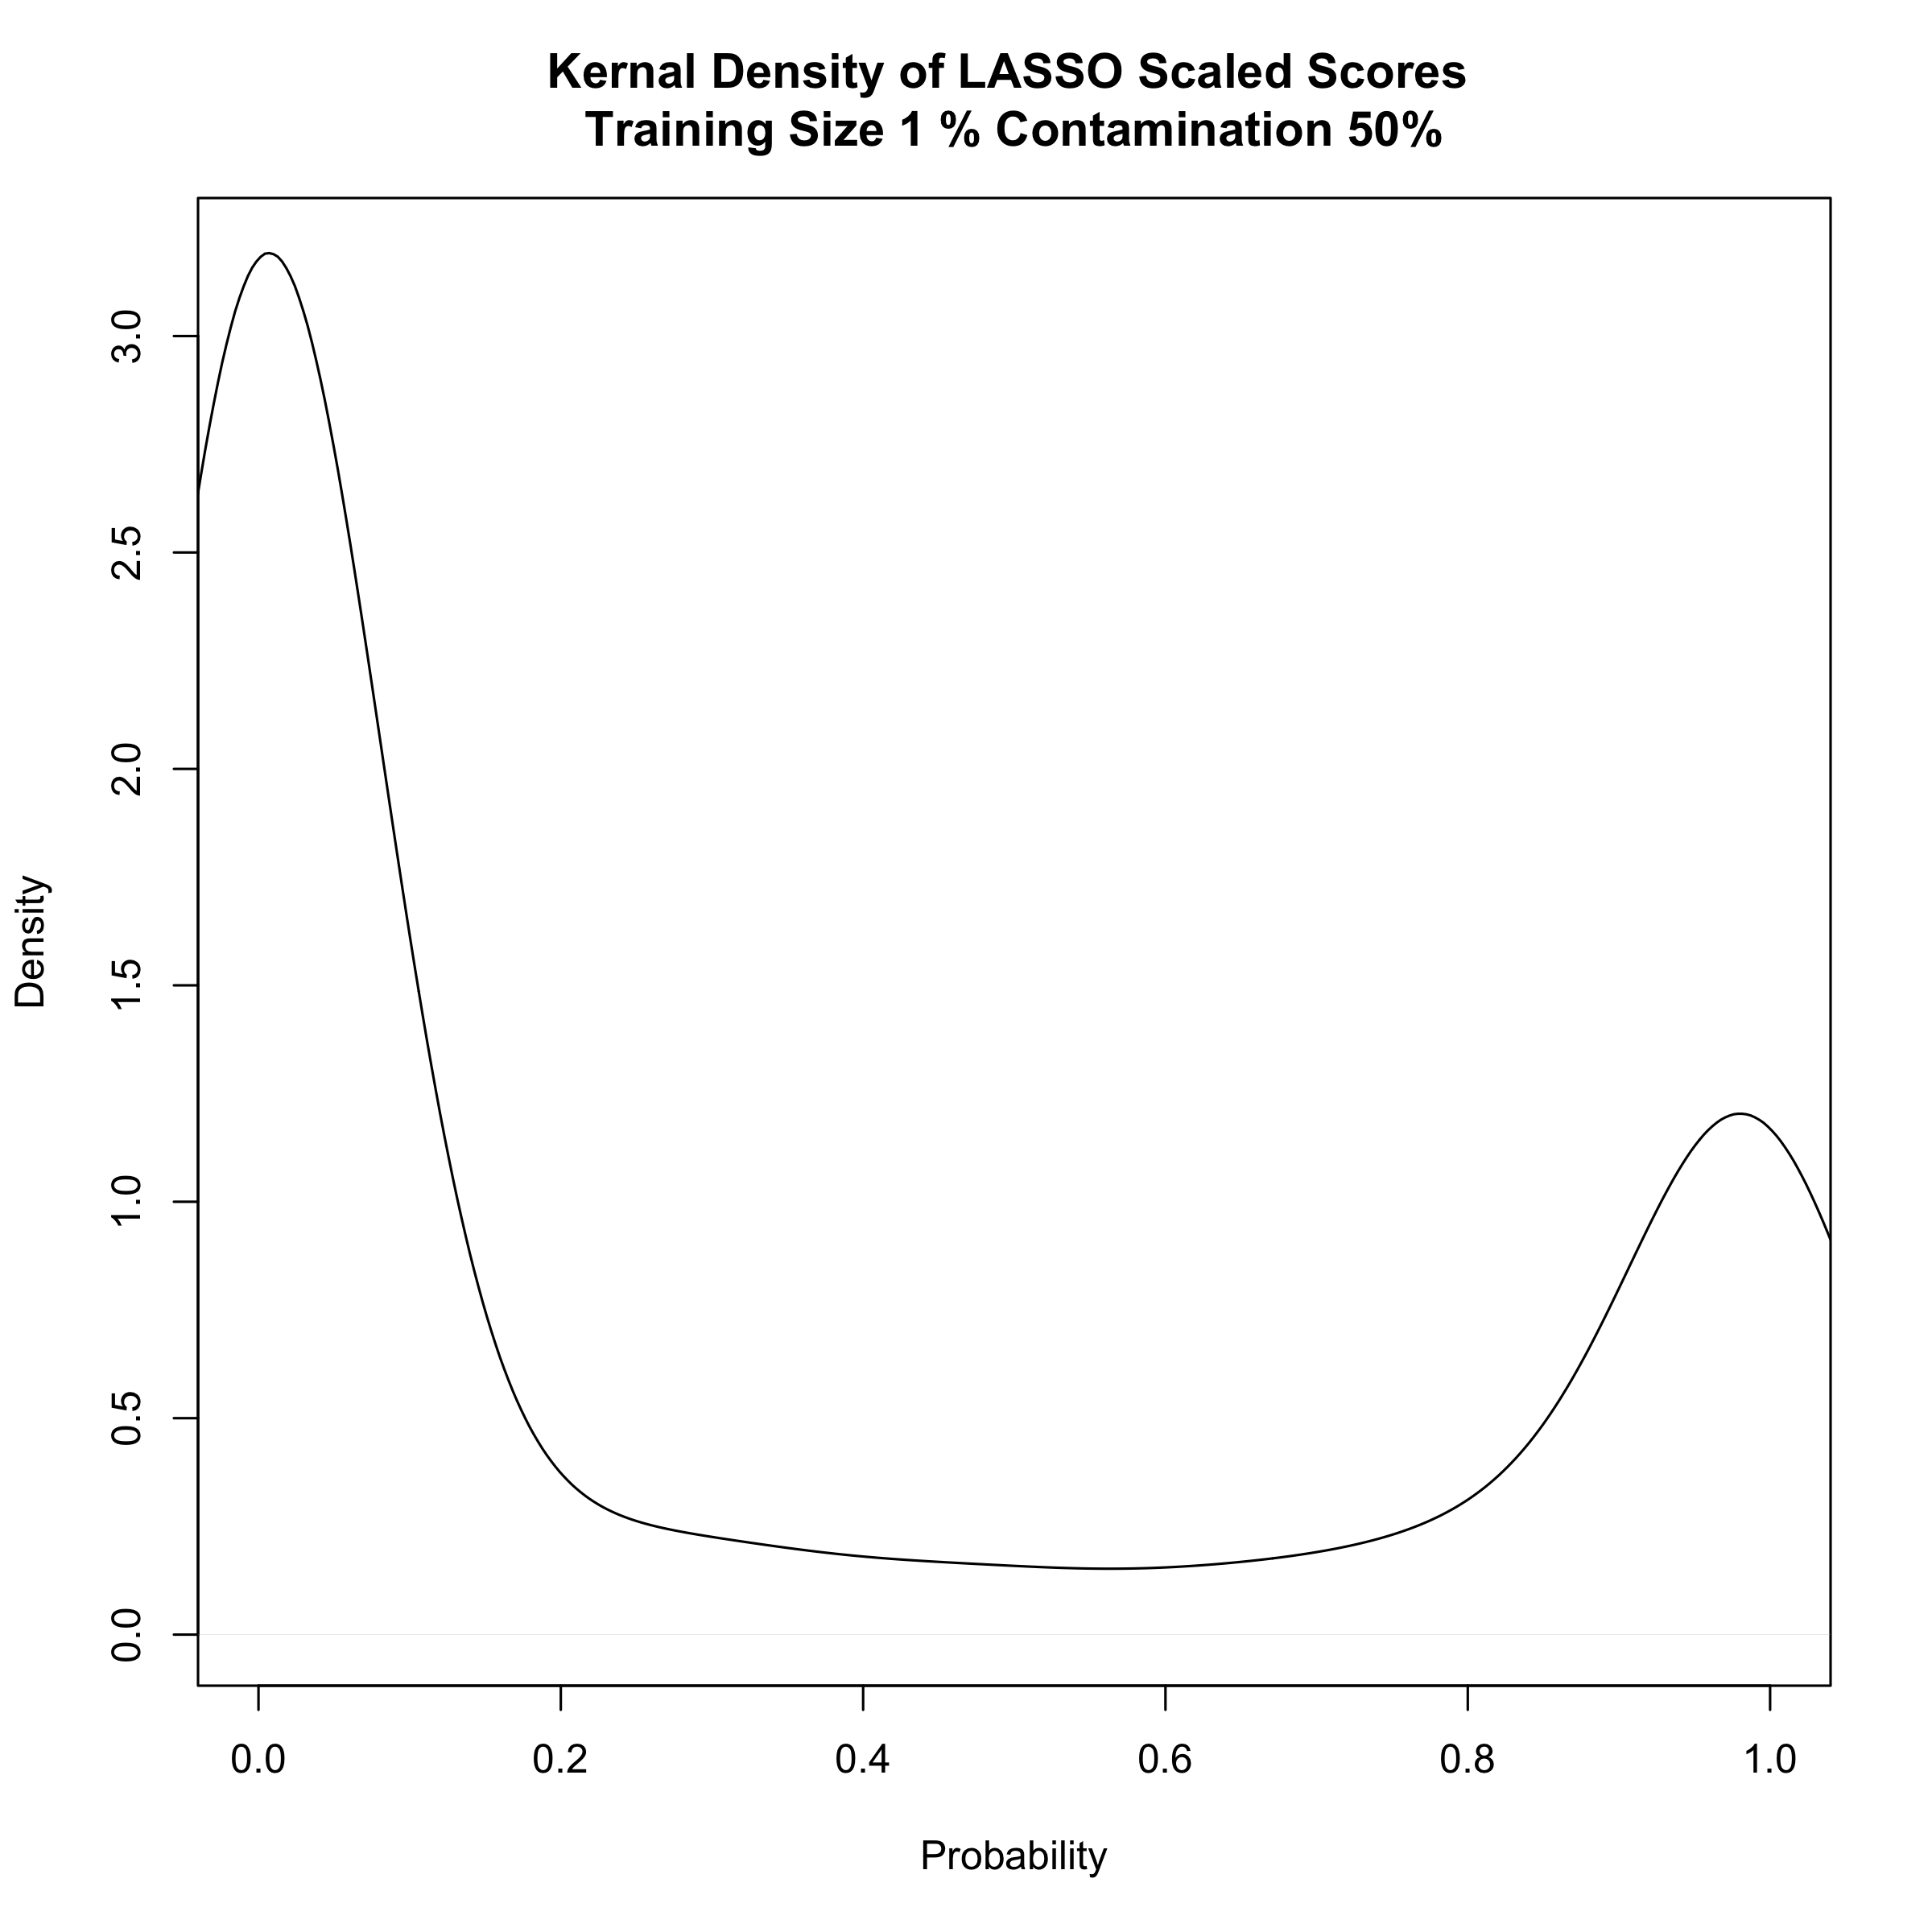 Kernal Density of LASSO Scaled Scores
Training Size 1 % Contamination 50%
Density
3.0
2.5
2.0
1.5
1.0
0.5
0.0
0.0 0.2 0.4 0.6 0.8 1.0
Probability